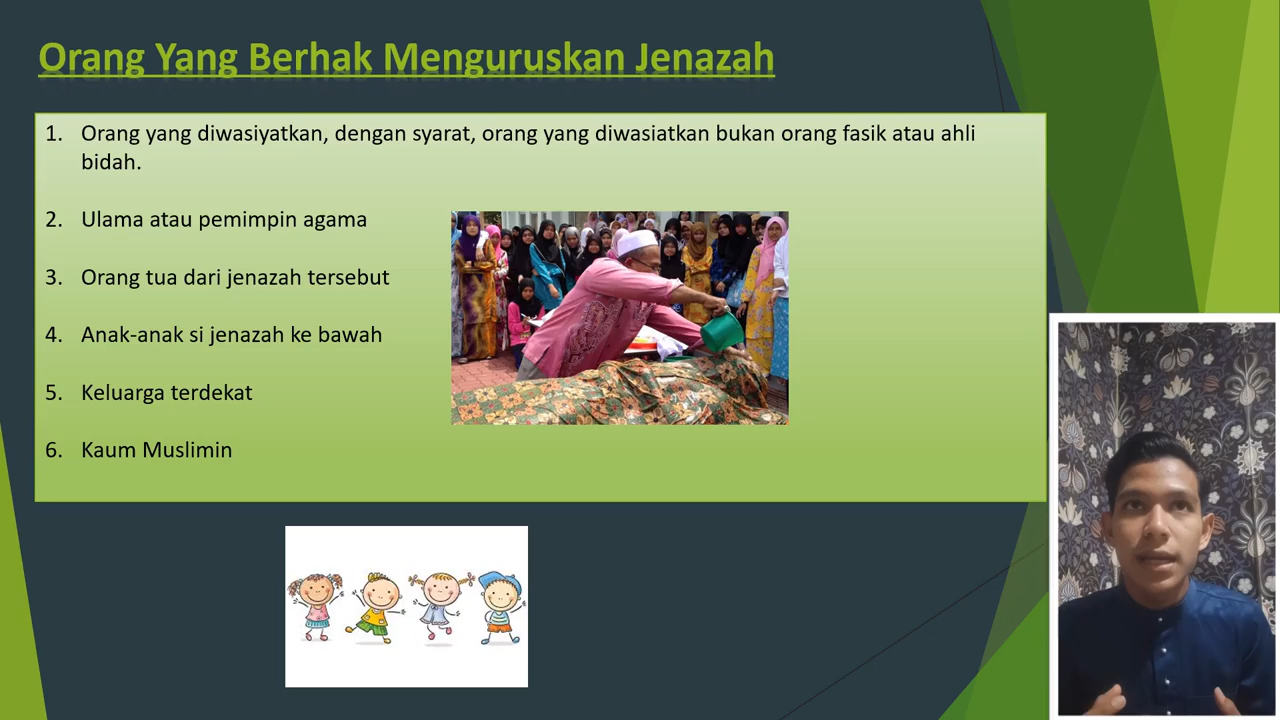 Orang Yang Berhak Menguruskan Jenazah
1. Orang yang diwasiyatkan, dengan syarat, orang yang diwasiatkan bukan orang fasik atau ahli
bidah.
2. Ulama atau pemimpin agama
3. Orang tua dari jenazah tersebut
4. Anak-anak si jenazah ke bawah
5. Keluarga terdekat
6. Kaum Muslimin